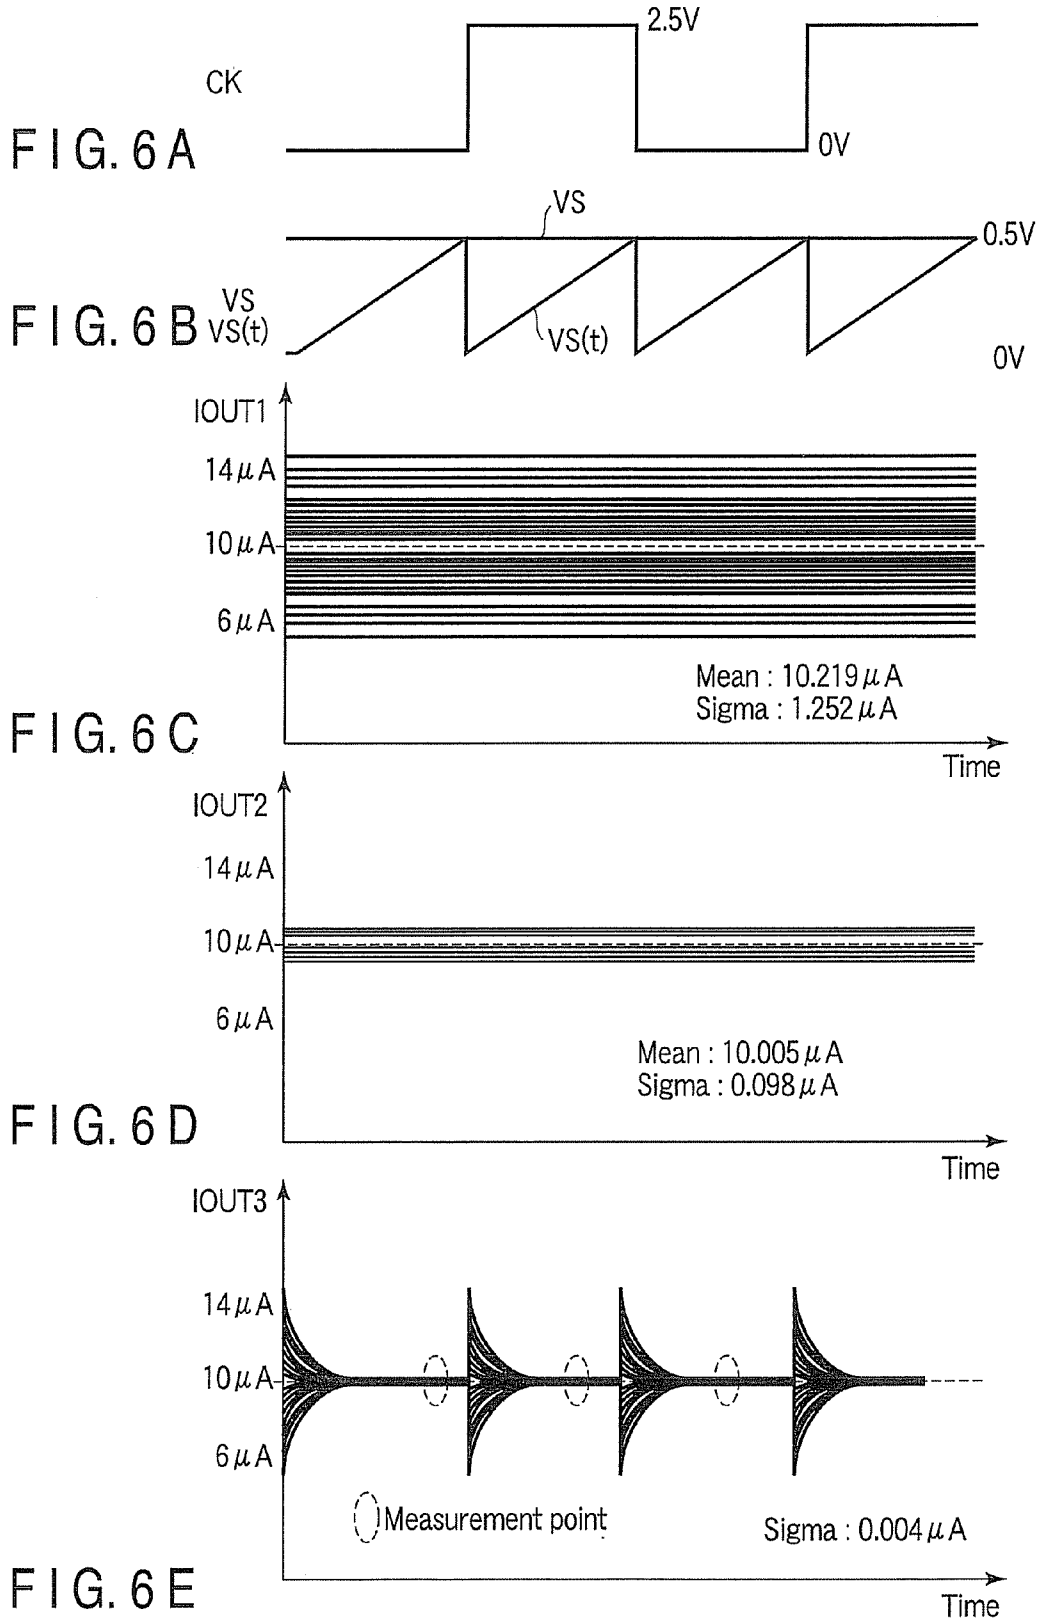 2.5V
CK
FIG. 6A
0V
VS
0.5V
VS
VS(t)
FIG. 6B
VS(t)
0V
IOUT1
14μA
10μA
6μA
Mean : 10.219μA
Sigma : 1.252μA
FIG. 6C
Time
IOUT2
14μA
10μA
6μA
Mean : 10.005μA
Sigma : 0.098μA
FIG. 6D
Time
IOUT3
14μA
10μA
6μA
Measurement point
Sigma : 0.004μA
FIG. 6E
Time